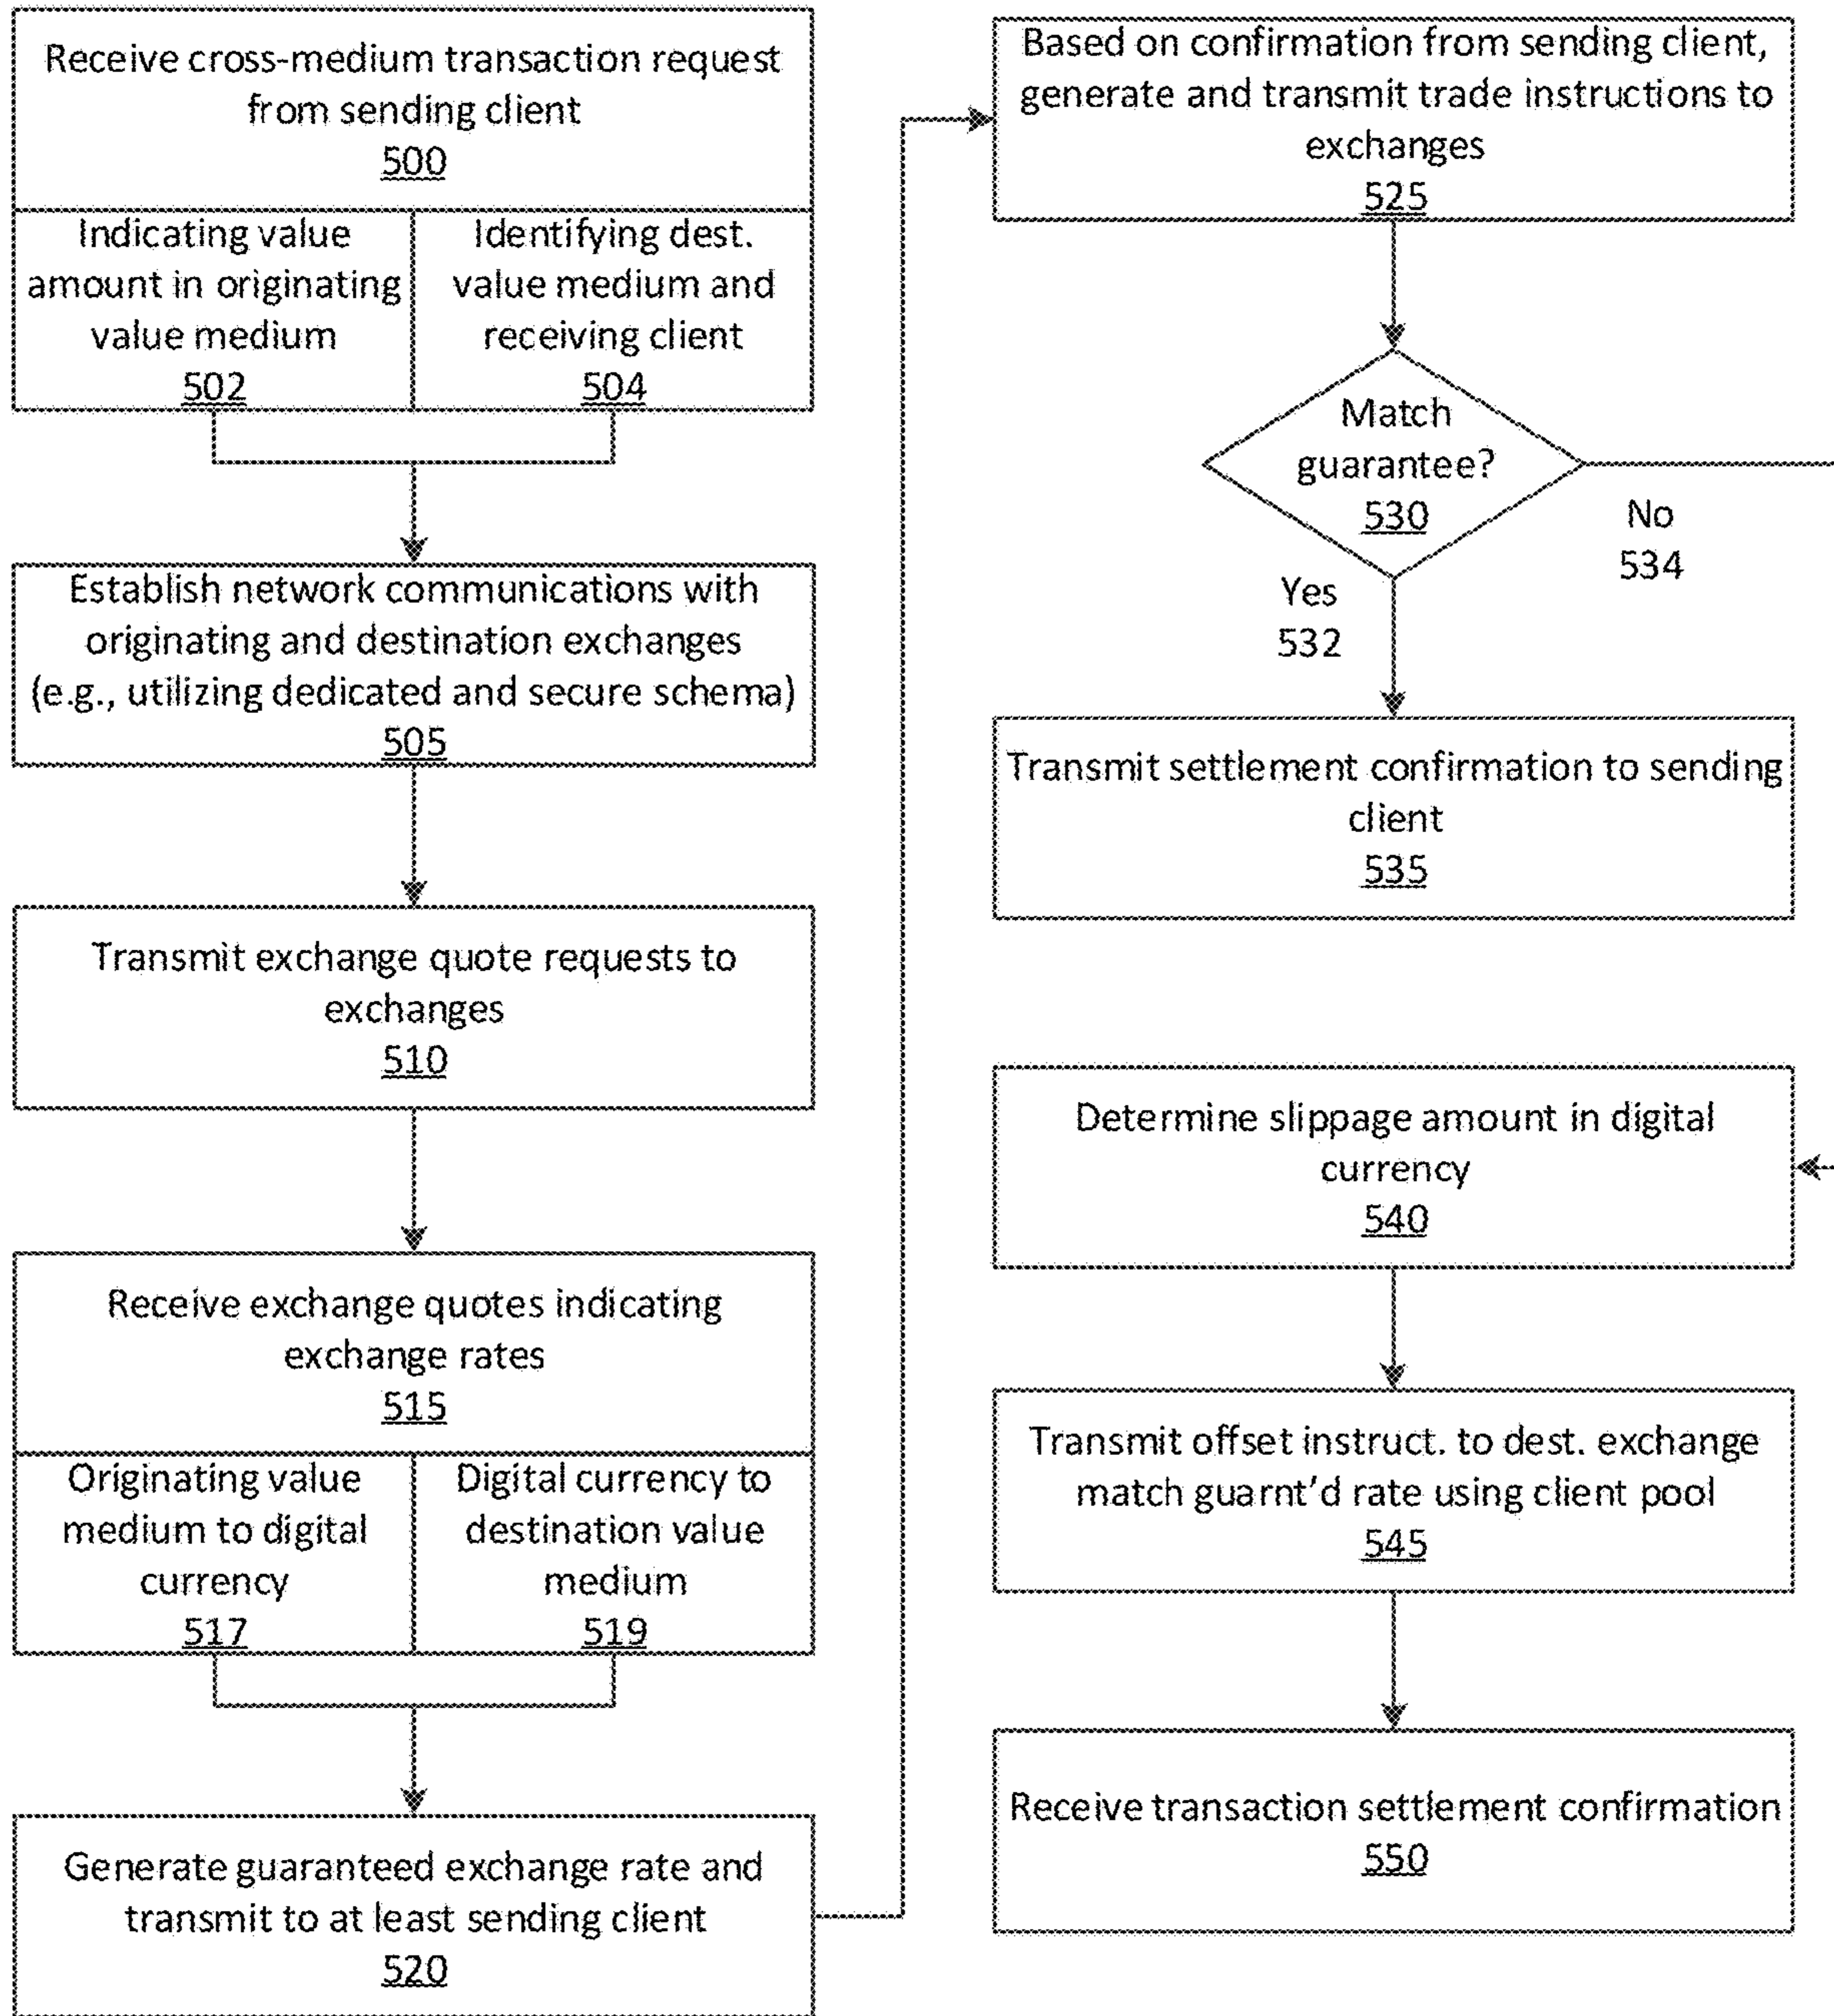 Receive cross-medium transaction request
from sending client
500
Indicating value
amount in originating
value medium
502
Identifying dest.
value medium and
receiving client
504
Establish network communications with
originating and destination exchanges
(e.g., utilizing dedicated and secure schema)
505
Transmit exchange quote requests to
exchanges
510
Receive exchange quotes indicating
exchange rates
515
Originating value
medium to digital
currency
517
Digital currency to
destination value
medium
519
Generate guaranteed exchange rate and
transmit to at least sending client
520
Based on confirmation from sending client,
generate and transmit trade instructions to
exchanges
525
Match
guarantee?
530
No
534
Yes
532
Transmit settlement confirmation to sending
client
535
Determine slippage amount in digital
currency
540
Transmit offset instruct. to dest. exchange
match guarnt’d rate using client pool
545
Receive transaction settlement confirmation
550